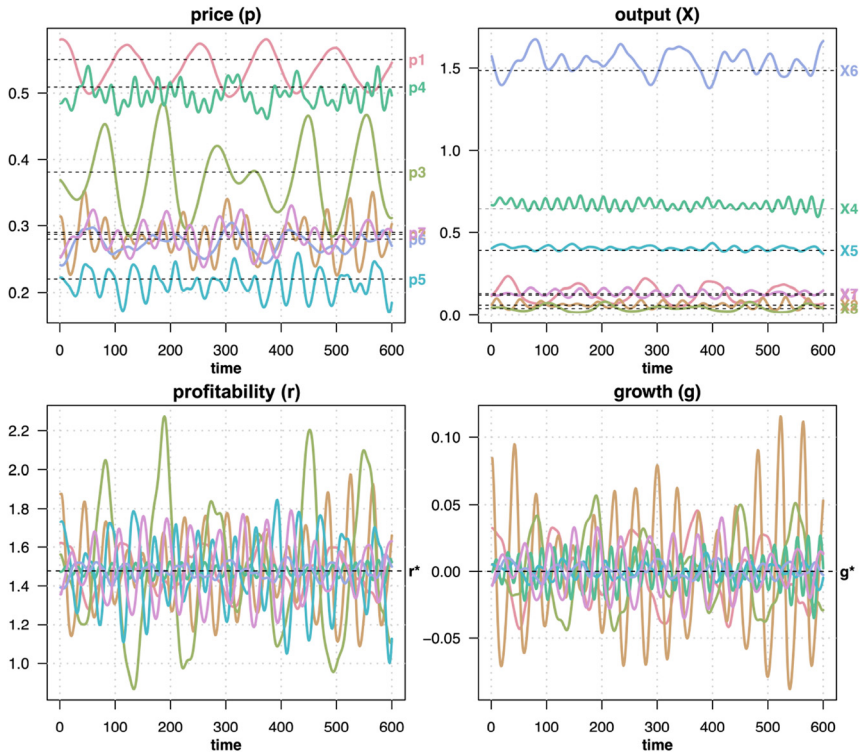 price (p)
0.5
0.4
0.3
0.2
p1
p4
p3
p6
p5
0 100 200 300 400 500 600
time
output (X)
1.5
1.0
0.5
0.0
X6
X4
X5
0 100 200 300 400 500 600
time
profitability (r)
2.2
2.0
1.8
1.6
1.4
1.2
1.0
r*
0 100 200 300 400 500 600
time
growth (g)
0.10
0.05
0.00
−0.05
g*
0 100 200 300 400 500 600
time